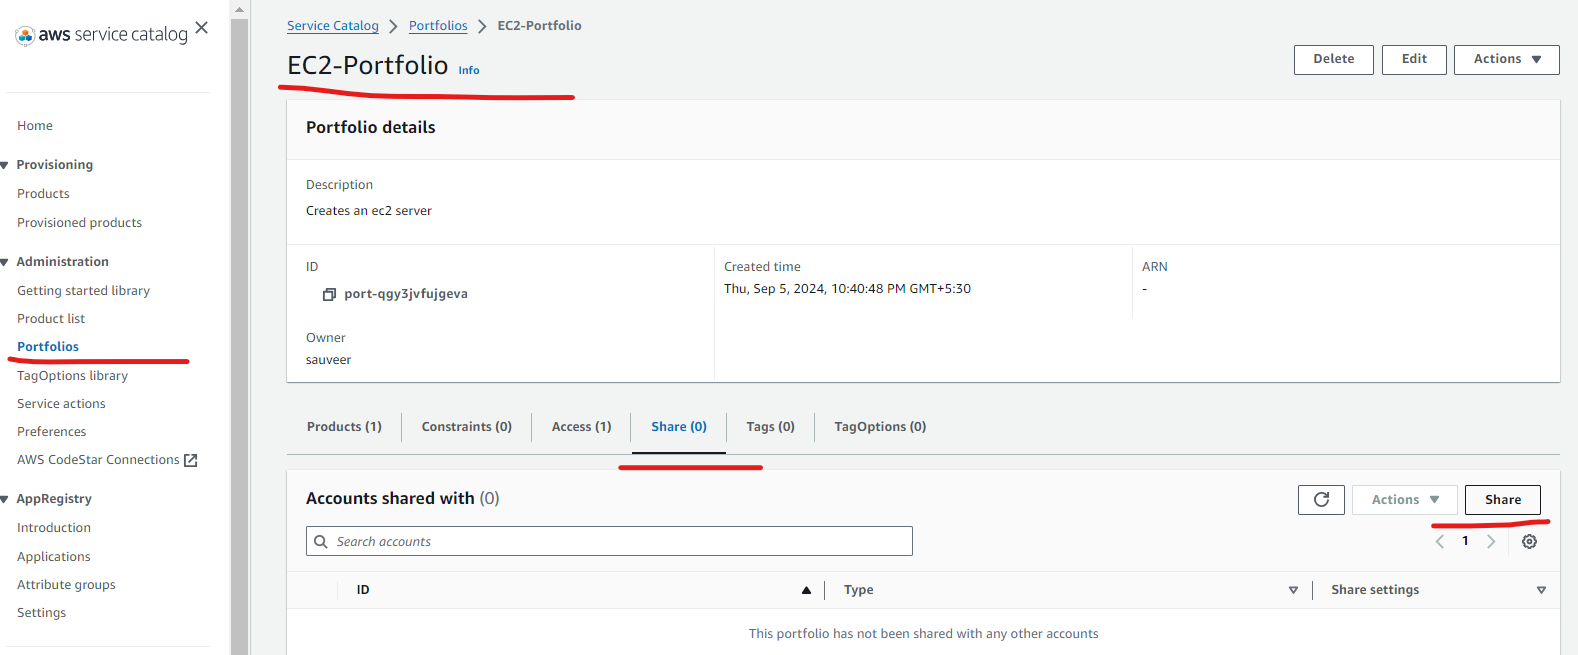 aws service catalog
Home
Provisioning
Products
Provisioned products
Administration
Getting started library
Product list
Portfolios
TagOptions library
Service actions
Preferences
AWS CodeStar Connections
AppRegistry
Introduction
Applications
Attribute groups
Settings
Service Catalog Portfolios EC2-Portfolio
EC2-Portfolio Info
Delete Edit Actions
Portfolio details
Description
Creates an ec2 server
ID
port-qgy3jvfujgeva
Created time
Thu, Sep 5, 2024, 10:40:48 PM GMT+5:30
ARN
-
Owner
sauveer
Products (1) Constraints (0) Access (1) Share (0) Tags (0) TagOptions (0)
Accounts shared with (0)
Actions Share
Search accounts
1
ID Type Share settings
This portfolio has not been shared with any other accounts